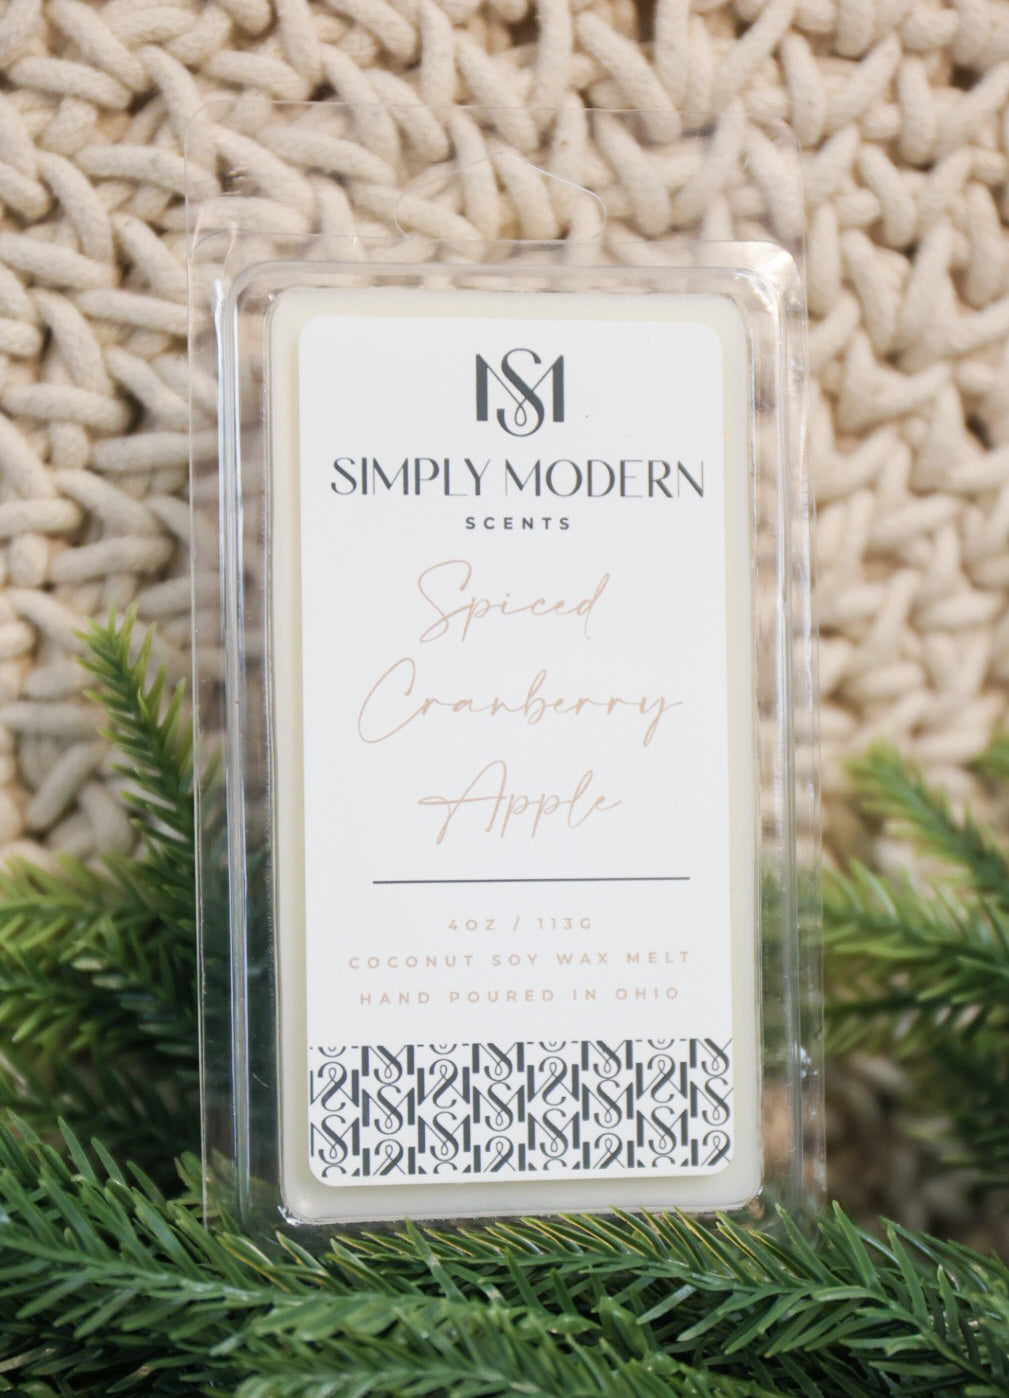 SM
SIMPLY MODERN
SCENTS
Spiced
Cranberry
Apple
4OZ / 113G
COCONUT SOY WAX MELT
HAND POURED IN OHIO